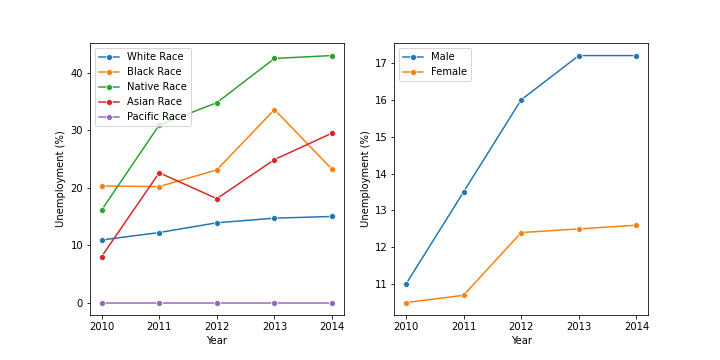 White Race
Black Race
Native Race
Asian Race
Pacific Race
40
30
20
10
0
Unemployment (%)
2010 2011 2012 2013 2014
Year
Male
Female
17
16
15
14
13
12
11
Unemployment (%)
2010 2011 2012 2013 2014
Year